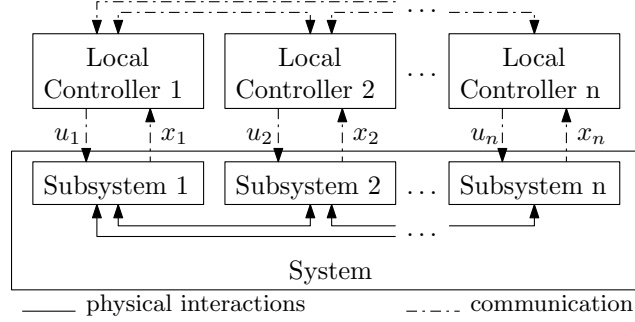 ...
Local Controller 1
Local Controller 2
...
Local Controller n
u1 x1 u2 x2 un xn
Subsystem 1 Subsystem 2 ... Subsystem n
...
System
physical interactions communication